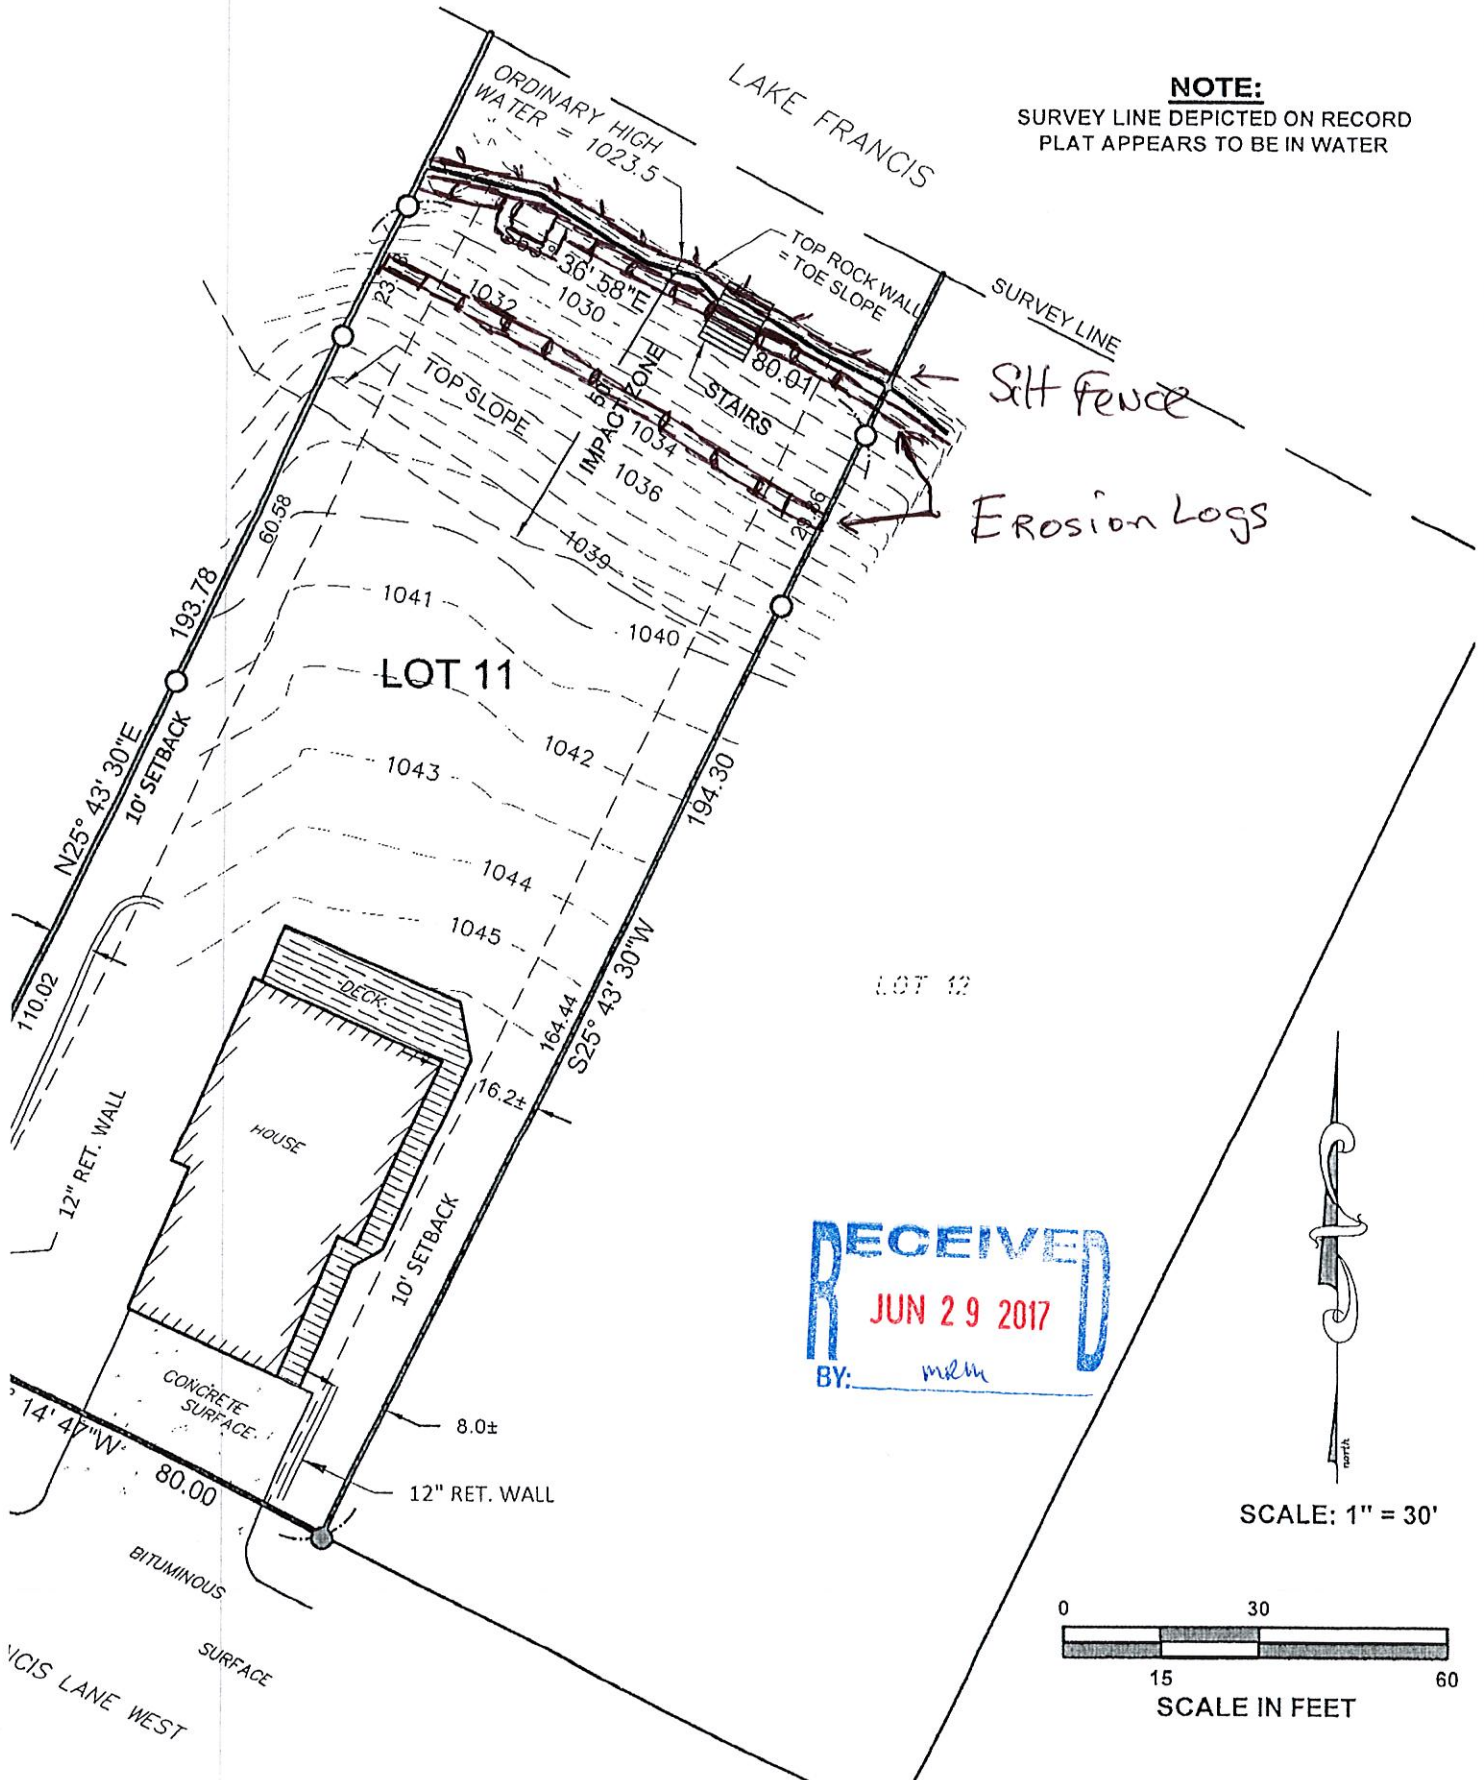 NOTE:
SURVEY LINE DEPICTED ON RECORD
PLAT APPEARS TO BE IN WATER
LAKE FRANCIS
ORDINARY HIGH
WATER = 1023.5
TOP ROCK WALL
= TOE SLOPE
SURVEY LINE
Silt Fence
Erosion Logs
36' 58"E
1032
1030
80.01
STAIRS
IMPACT ZONE
TOP SLOPE
1034
1036
1039
60.58
193.78
1041
1040
LOT 11
N25° 43' 30"E
10' SETBACK
1042
1043
194.30
1044
1045
S25° 43' 30"W
164.44
110.02
DECK
LOT 12
16.2±
HOUSE
12" RET. WALL
10' SETBACK
RECEIVED
JUN 29 2017
BY:
CONCRETE
SURFACE
8.0±
14' 47"W
80.00
12" RET. WALL
BITUMINOUS
SURFACE
NCIS LANE WEST
north
SCALE: 1" = 30'
0 30
15 60
SCALE IN FEET